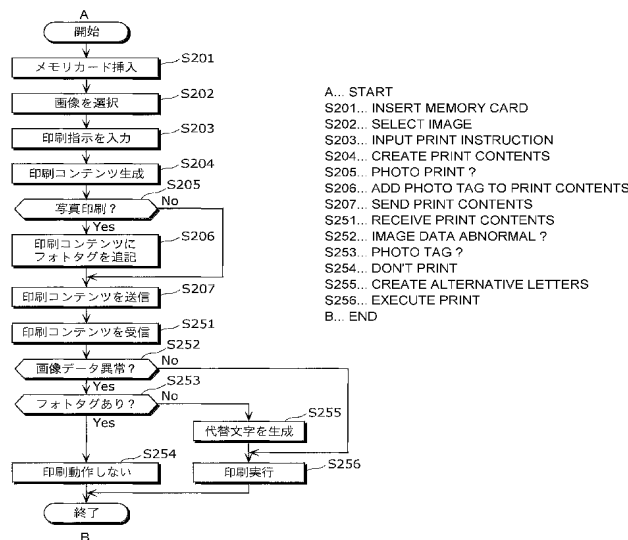 A
開始
メモリカード挿入
S201
画像を選択
S202
印刷指示を入力
S203
印刷コンテンツ生成
S204
写真印刷？
S205
No
Yes
印刷コンテンツに
フォトタグを追記
S206
印刷コンテンツを送信
S207
印刷コンテンツを受信
S251
画像データ異常？
S252
No
Yes
フォトタグあり？
S253
No
Yes
代替文字を生成
S255
印刷動作しない
S254
印刷実行
S256
終了
B
A... START
S201... INSERT MEMORY CARD
S202... SELECT IMAGE
S203... INPUT PRINT INSTRUCTION
S204... CREATE PRINT CONTENTS
S205... PHOTO PRINT ?
S206... ADD PHOTO TAG TO PRINT CONTENTS
S207... SEND PRINT CONTENTS
S251... RECEIVE PRINT CONTENTS
S252... IMAGE DATA ABNORMAL ?
S253... PHOTO TAG ?
S254... DON'T PRINT
S255... CREATE ALTERNATIVE LETTERS
S256... EXECUTE PRINT
B... END